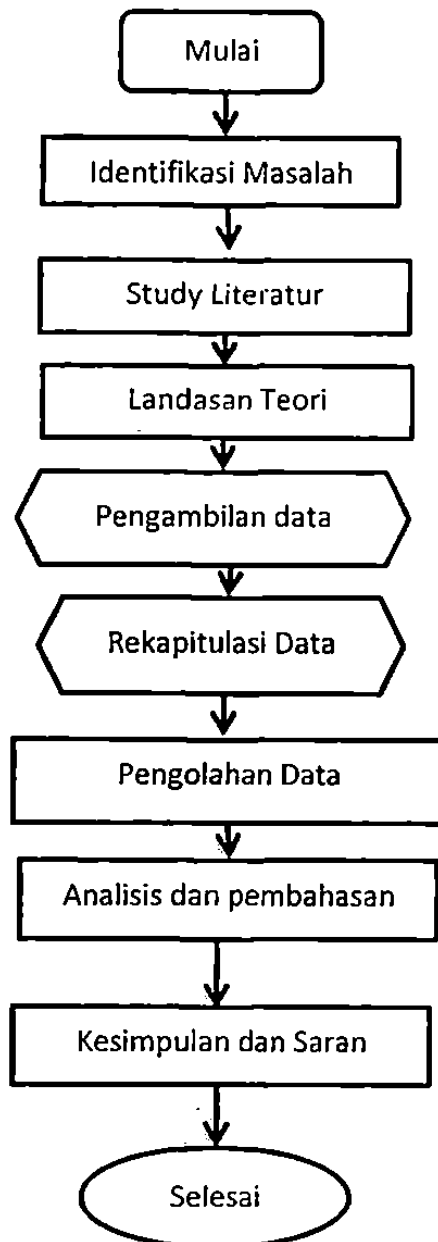 Mulai
Identifikasi Masalah
Study Literatur
Landasan Teori
Pengambilan data
Rekapitulasi Data
Pengolahan Data
Analisis dan pembahasan
Kesimpulan dan Saran
Selesai